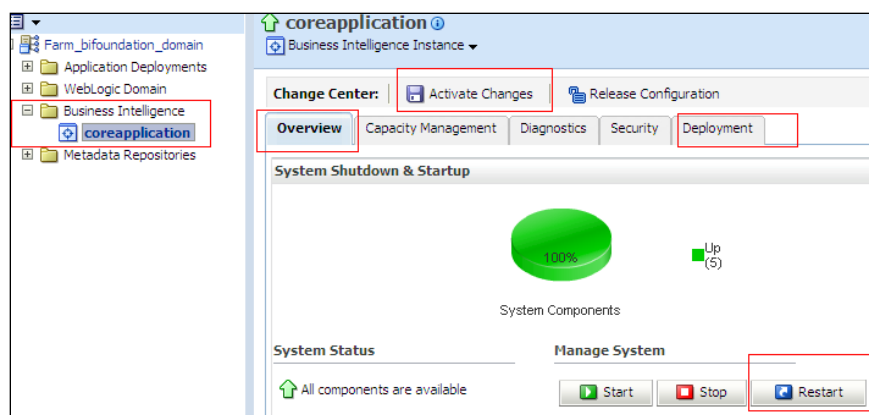 Farm_bifoundation_domain
Application Deployments
WebLogic Domain
Business Intelligence
coreapplication
Metadata Repositories
coreapplication
Business Intelligence Instance
Change Center: Activate Changes Release Configuration
Overview Capacity Management Diagnostics Security Deployment
System Shutdown & Startup
100%
Up
(5)
System Components
System Status Manage System
All components are available Start Stop Restart